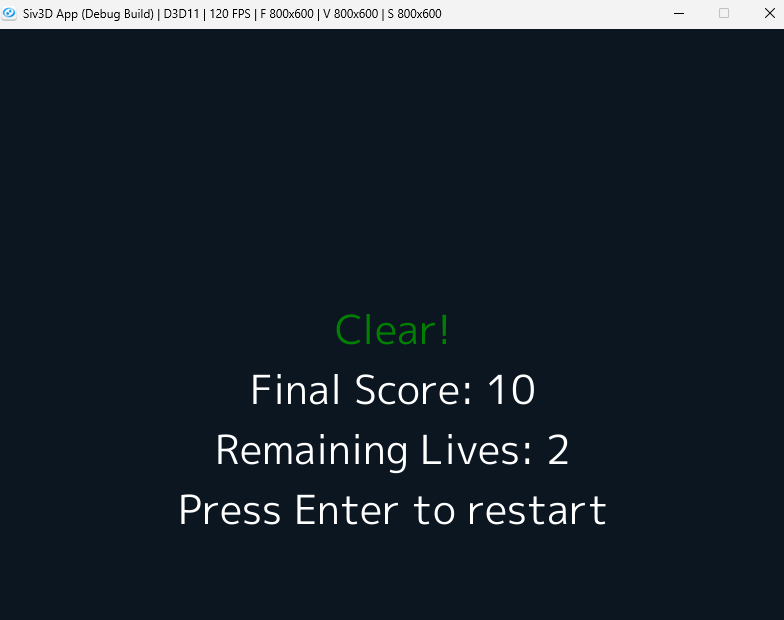 Siv3D App (Debug Build) | D3D11 | 120 FPS | F 800x600 | V 800x600 | S 800x600
Clear!
Final Score: 10
Remaining Lives: 2
Press Enter to restart